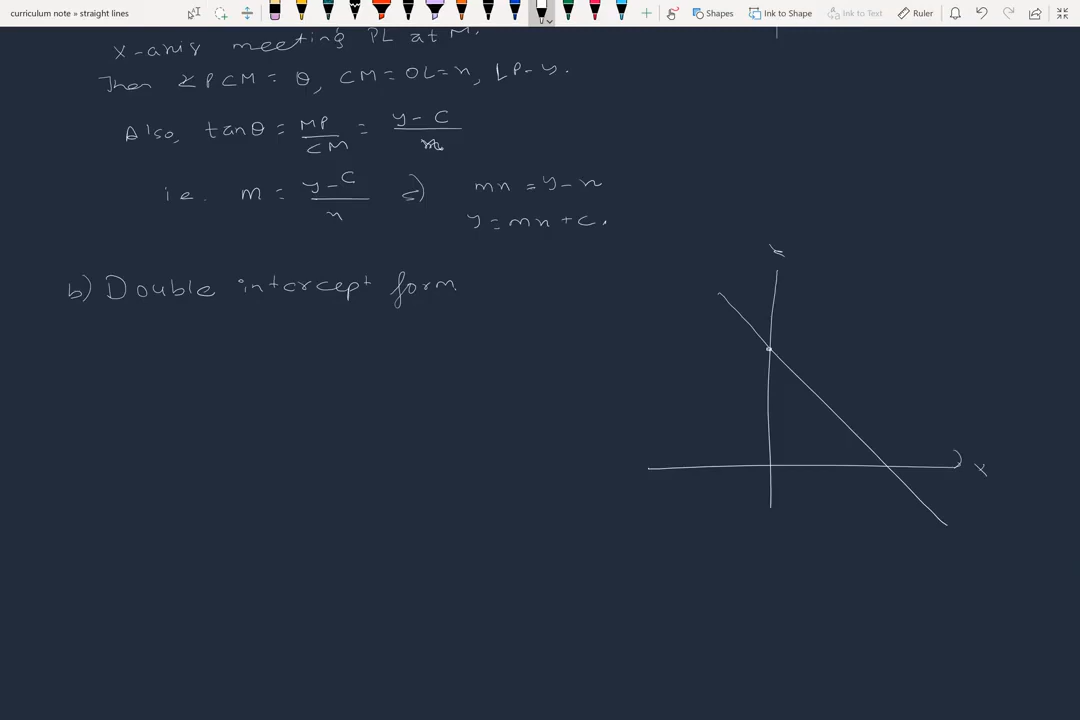 curriculum note » straight lines
Shapes
Ink to Shape
Ink to Text
Ruler
x-axis meeting PL at M.
Then ∠PCM = θ, CM = OL = x, LP = y.
Also, tanθ = MP/CM = y-c/x
i.e. m = y-c/x ⇒ mx = y-x
y = mx + c.
b) Double intercept form.
X